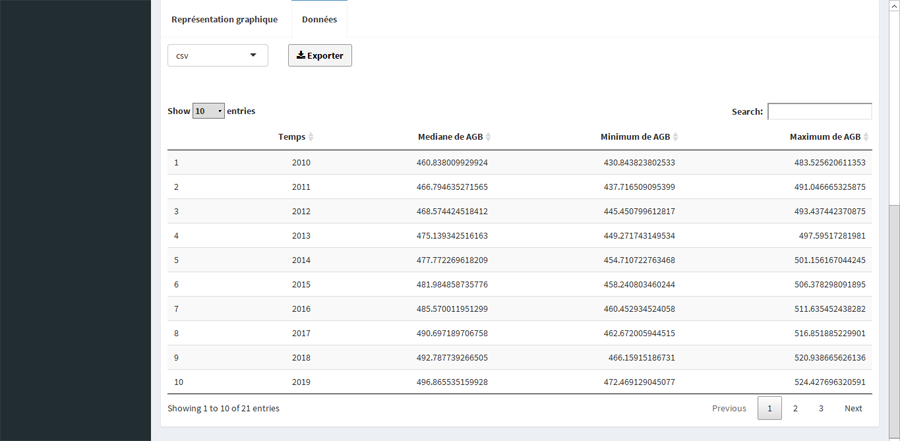 Représentation graphique Données
csv Exporter
Show 10 entries Search:
Temps Mediane de AGB Minimum de AGB Maximum de AGB
1 2010 460.838009929924 430.843823802533 483.525620611353
2 2011 466.794635271565 437.716509095399 491.046665325875
3 2012 468.574424518412 445.450799612817 493.437442370875
4 2013 475.139342516163 449.271743149534 497.59517281981
5 2014 477.772269618209 454.710722763468 501.156167044245
6 2015 481.984858735776 458.240803460244 506.378298091895
7 2016 485.570011951299 460.452934524058 511.635452438282
8 2017 490.697189706758 462.672005944515 516.851885229901
9 2018 492.787739266505 466.15915186731 520.938665626136
10 2019 496.865535159928 472.469129045077 524.427696320591
Showing 1 to 10 of 21 entries Previous 1 2 3 Next